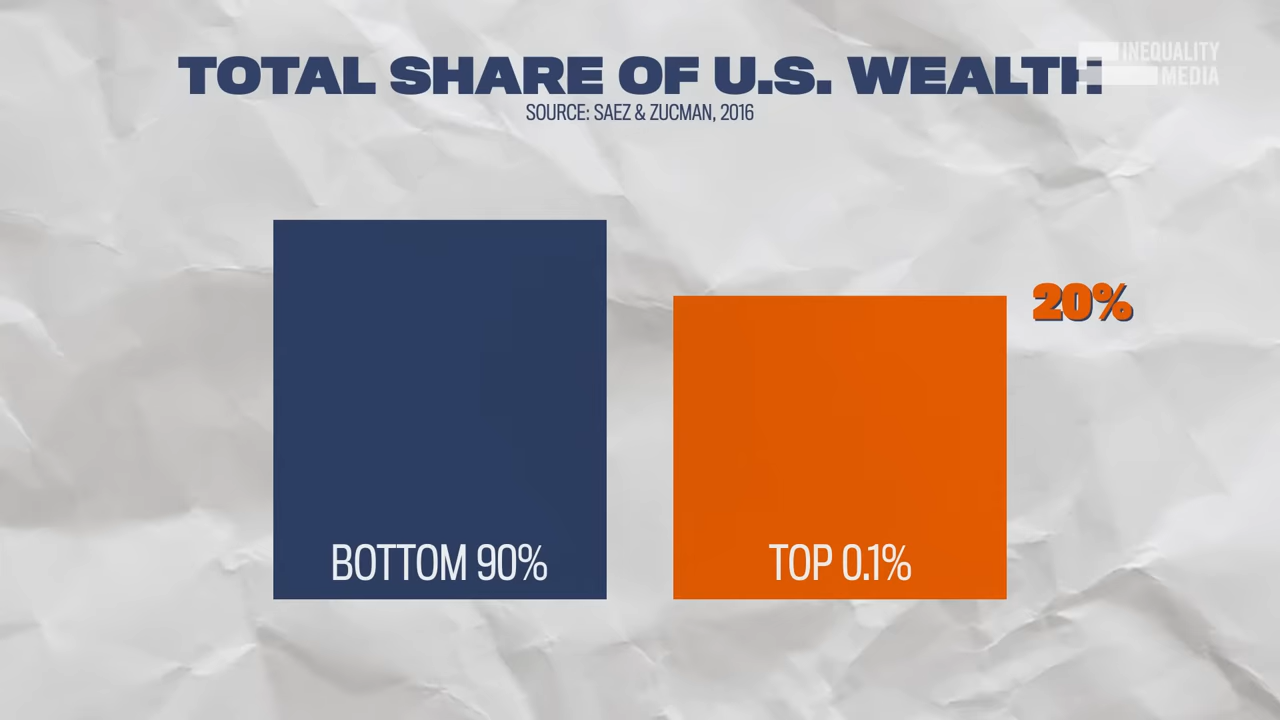 TOTAL SHARE OF U.S. WEALTH
INEQUALITY
MEDIA
SOURCE: SAEZ & ZUCMAN, 2016
20%
BOTTOM 90%
TOP 0.1%